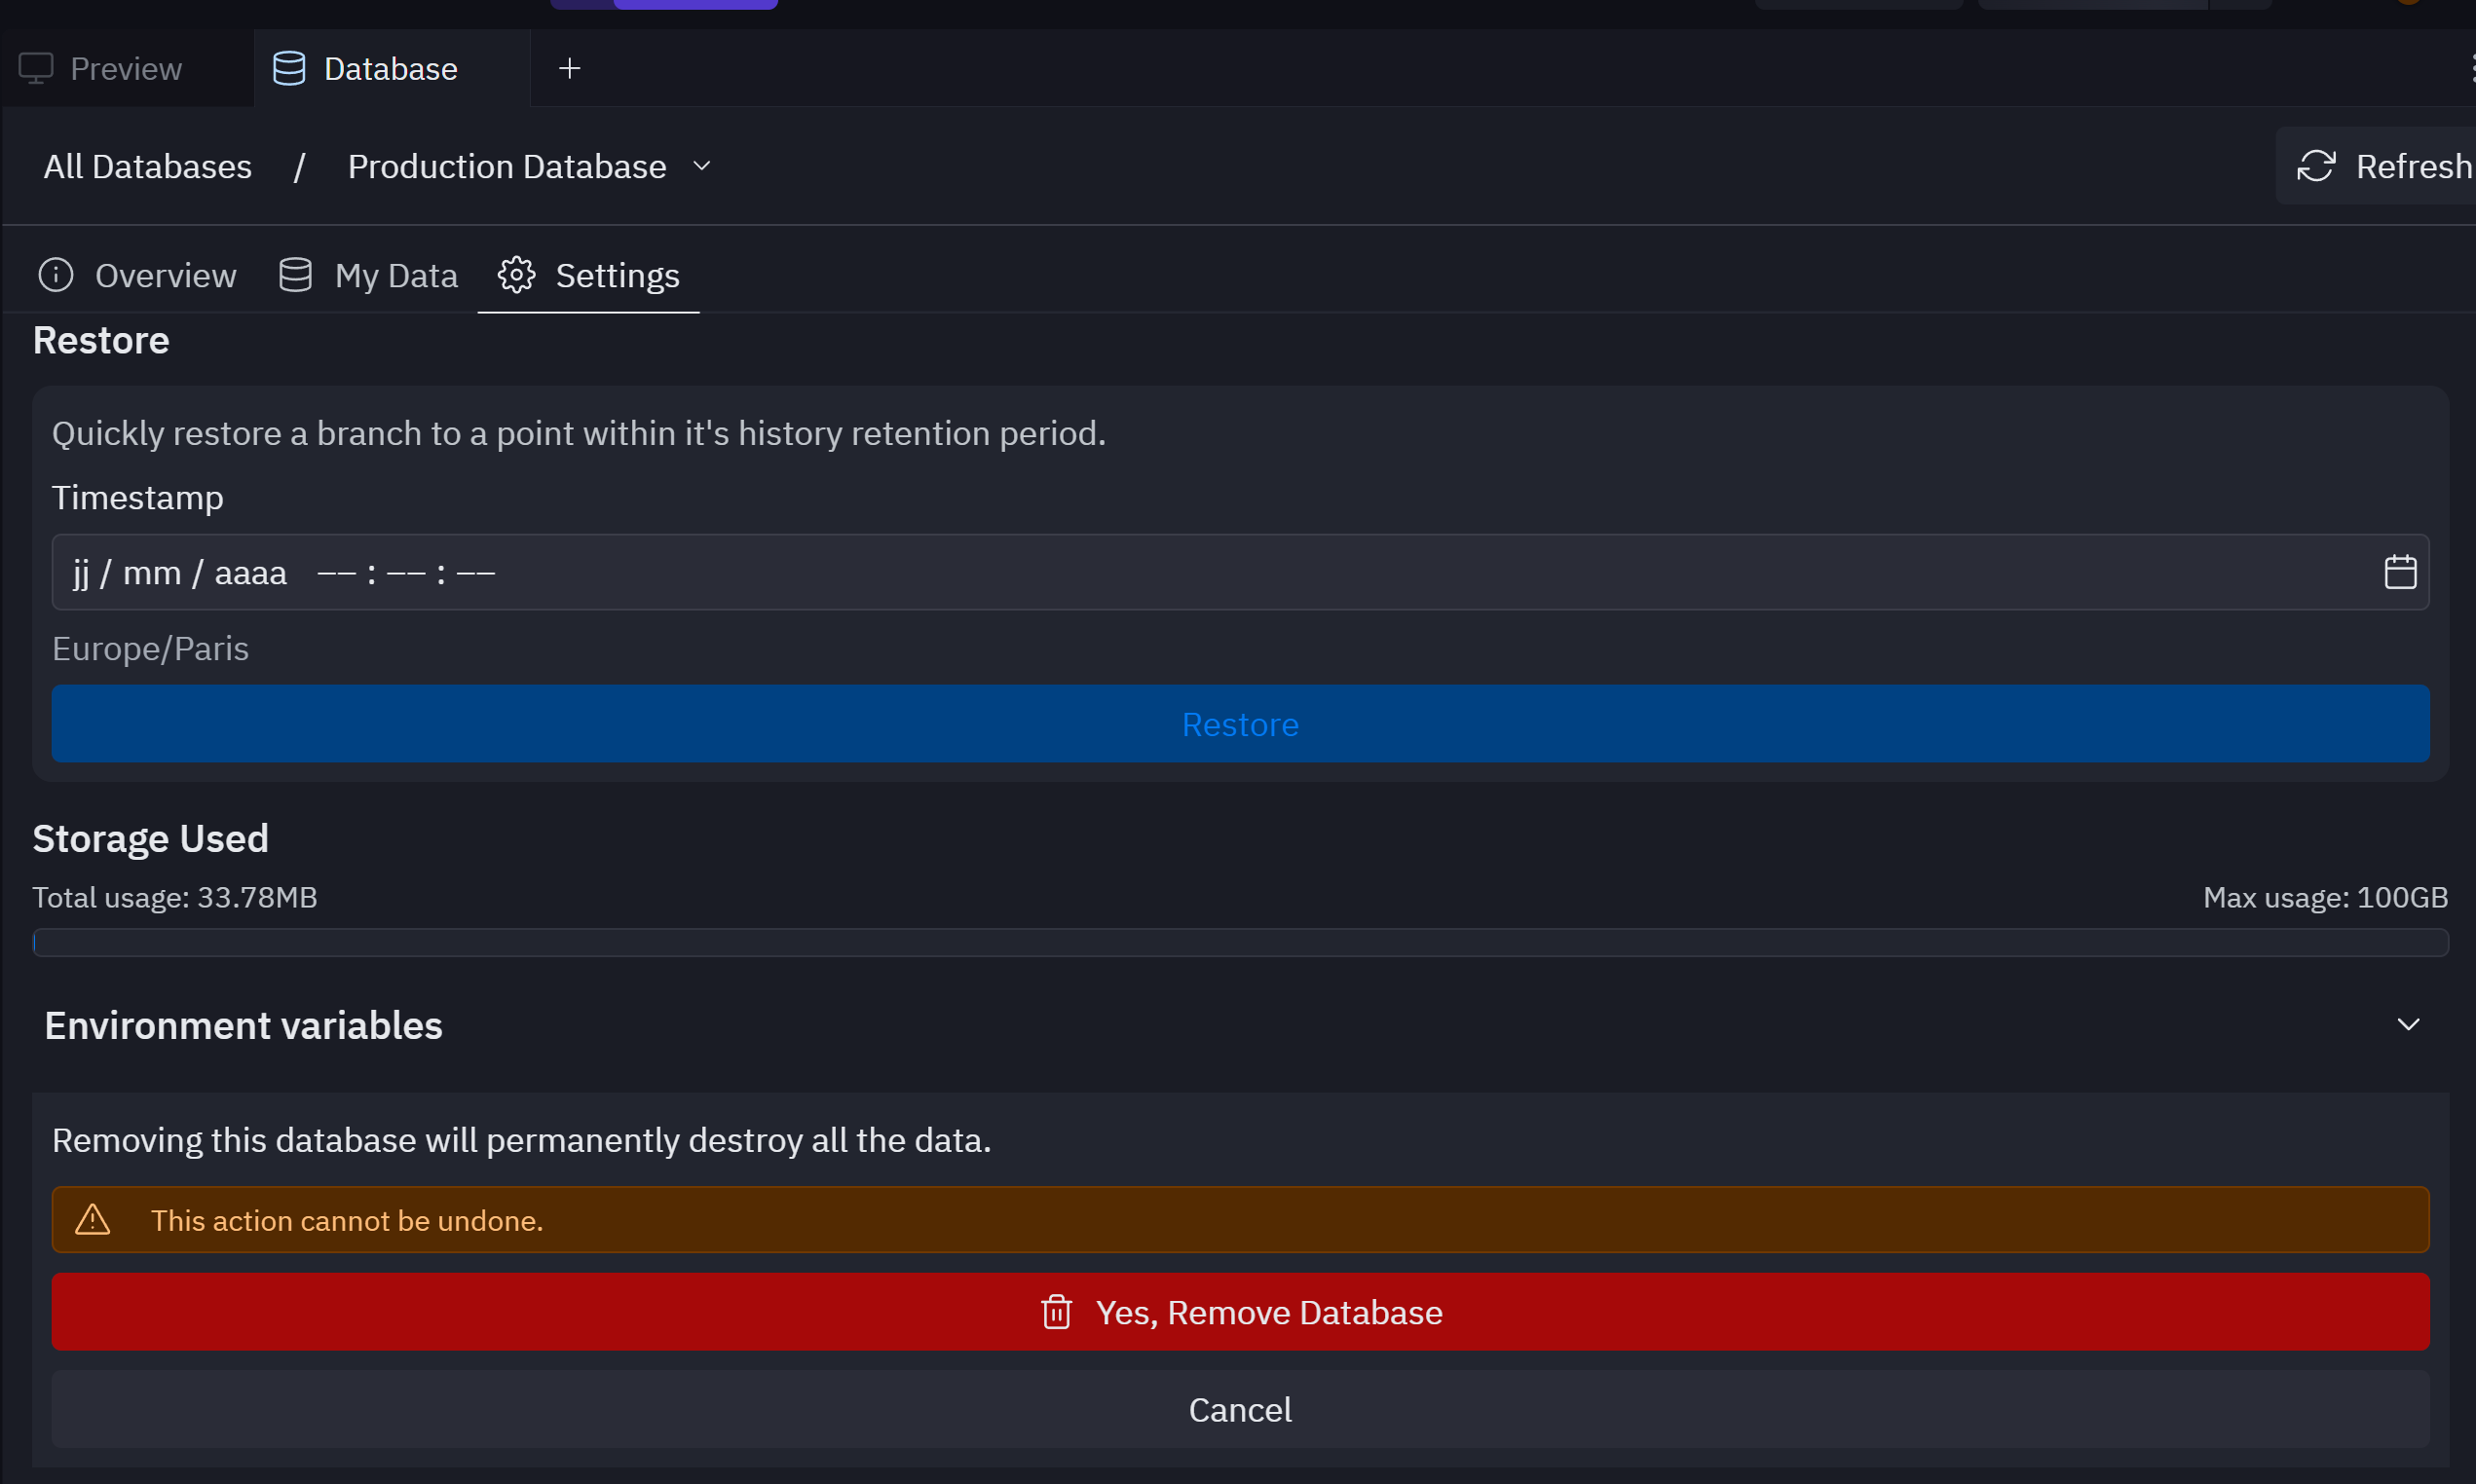 Preview
Database
+
All Databases / Production Database
Refresh
Overview
My Data
Settings
Restore
Quickly restore a branch to a point within it's history retention period.
Timestamp
jj / mm / aaaa −− : −− : −−
Europe/Paris
Restore
Storage Used
Total usage: 33.78MB
Max usage: 100GB
Environment variables
Removing this database will permanently destroy all the data.
This action cannot be undone.
Yes, Remove Database
Cancel